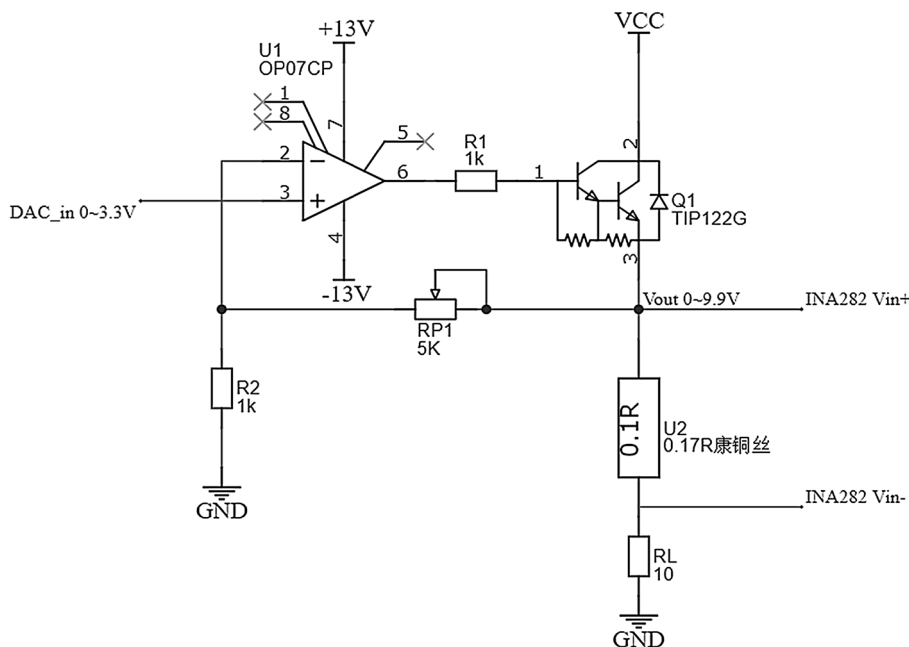 VCC
+13V
U1
OP07CP
1
8
7
5
2
R1
1k
2
6
1
3
DAC_in 0~3.3V
Q1
TIP122G
4
3
-13V
Vout 0~9.9V
INA282 Vin+
RP1
5K
R2
1k
0.1R
U2
0.17R康铜丝
INA282 Vin-
GND
RL
10
GND